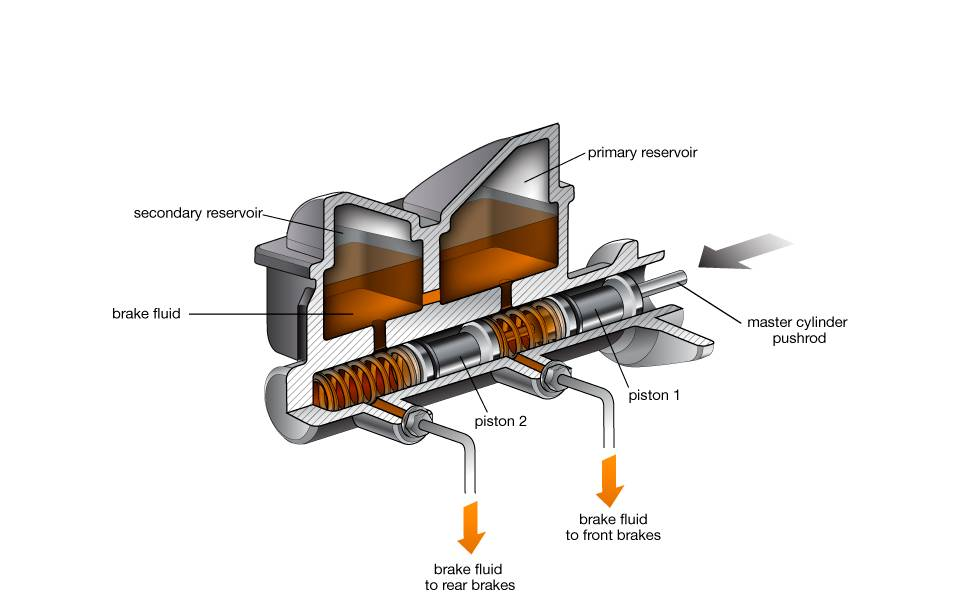 primary reservoir
secondary reservoir
brake fluid
master cylinder
pushrod
piston 1
piston 2
brake fluid
to front brakes
brake fluid
to rear brakes